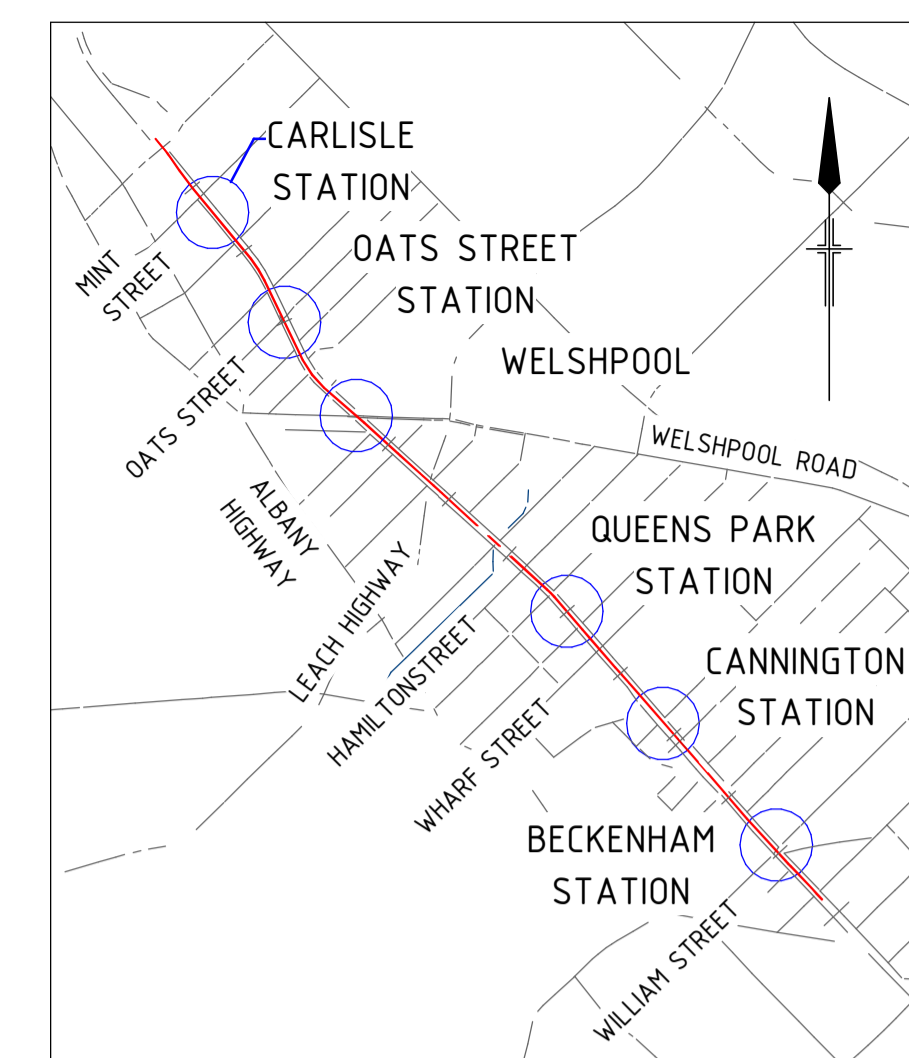 CARLISLE
STATION
OATS STREET
STATION
MINT
STREET
WELSHPOOL
OATS STREET
WELSHPOOL ROAD
ALBANY
HIGHWAY
QUEENS PARK
STATION
LEACH HIGHWAY
HAMILTONSTREET
CANNINGTON
STATION
WHARF STREET
BECKENHAM
STATION
WILLIAM STREET